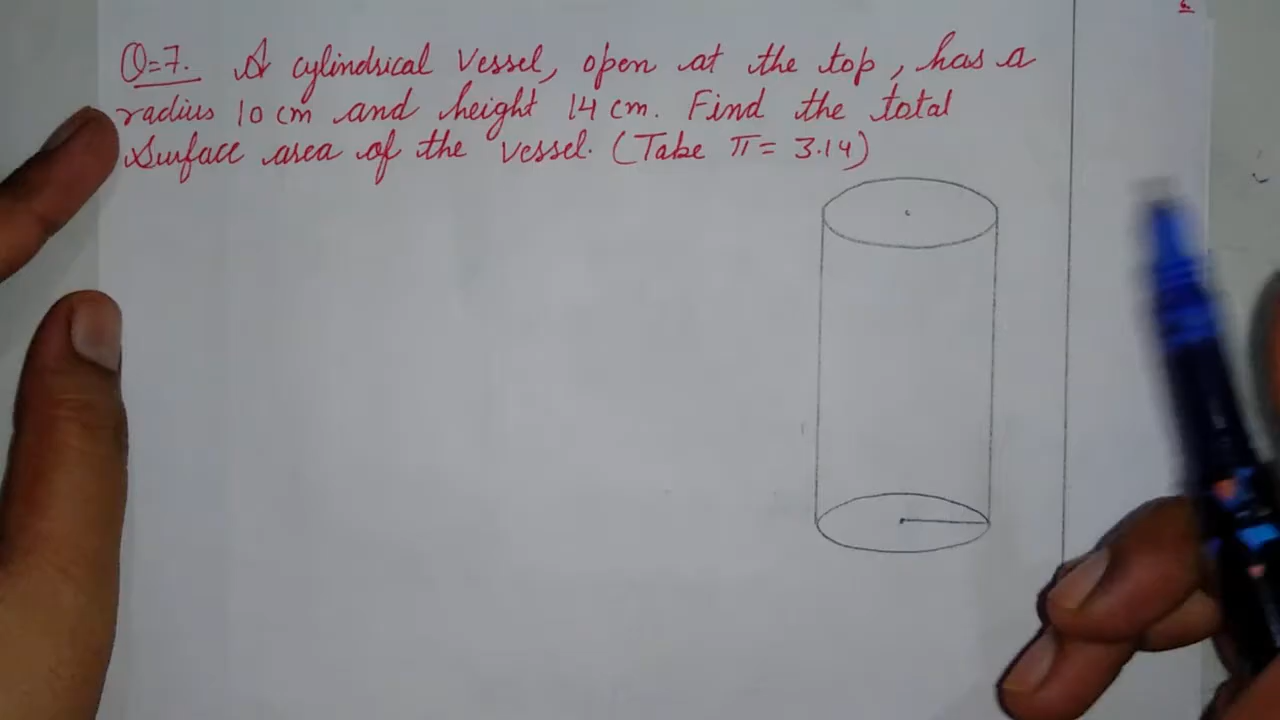 Q=7. A cylindrical vessel, open at the top, has a
radius 10 cm and height 14 cm. Find the total
surface area of the vessel. (Take π = 3.14)